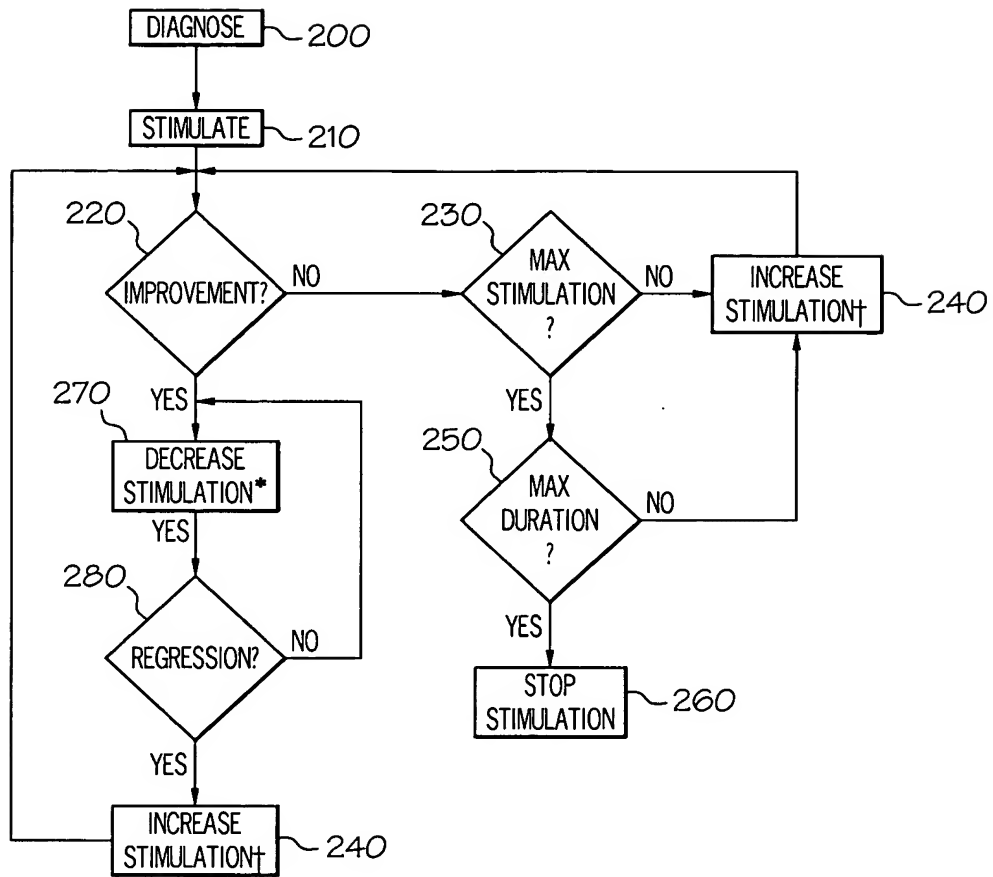 DIAGNOSE
200
STIMULATE
210
220
IMPROVEMENT?
NO
230
MAX
STIMULATION
?
NO
INCREASE
STIMULATION†
240
YES
270
DECREASE
STIMULATION*
YES
YES
250
MAX
DURATION
?
NO
280
REGRESSION?
NO
YES
STOP
STIMULATION
260
YES
INCREASE
STIMULATION†
240